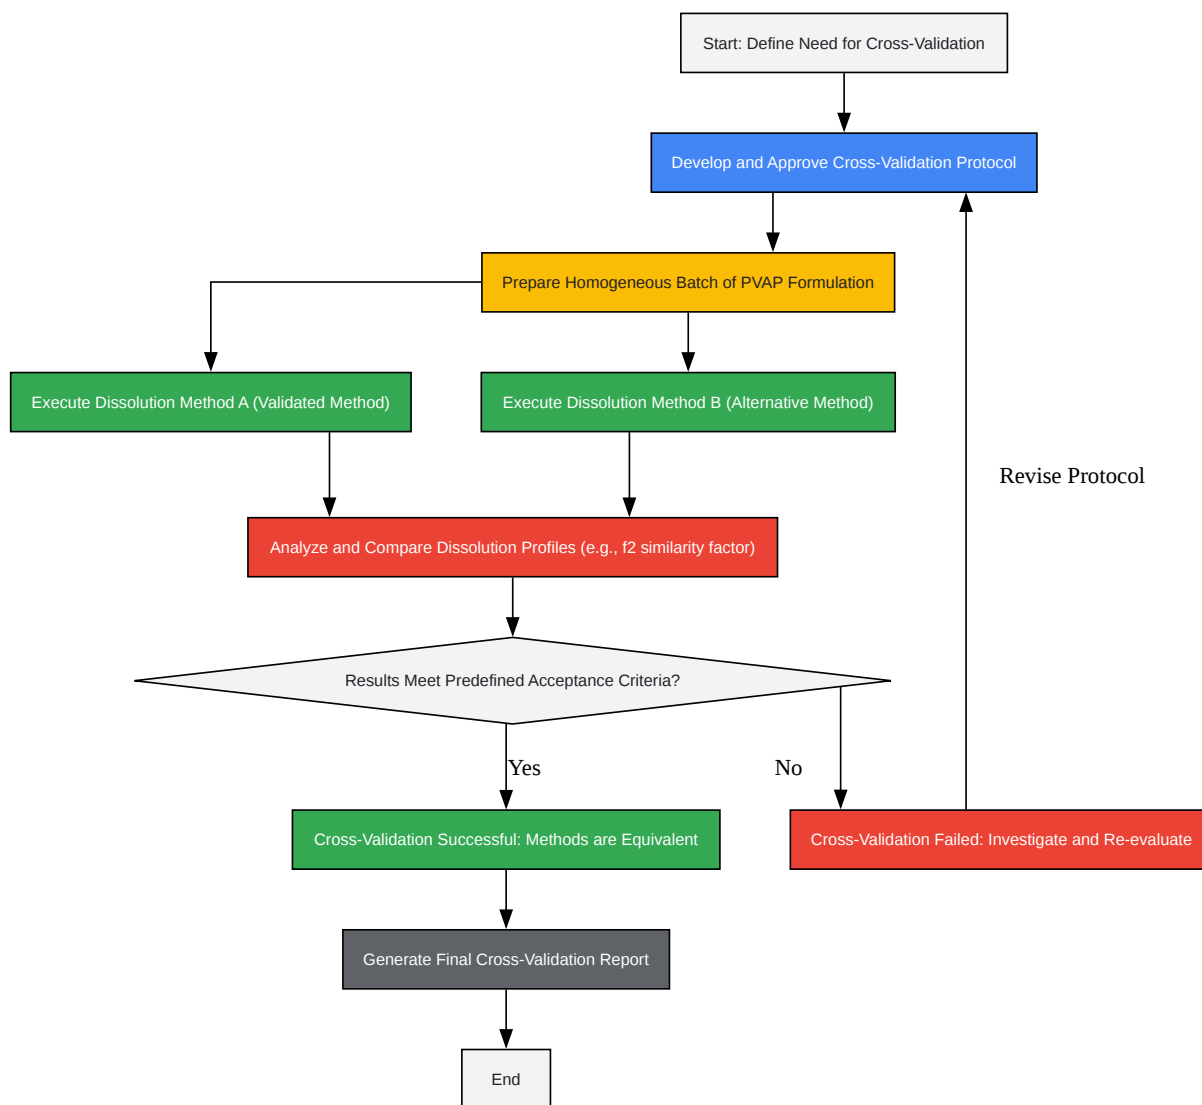 Start: Define Need for Cross-Validation
Develop and Approve Cross-Validation Protocol
Prepare Homogeneous Batch of PVAP Formulation
Execute Dissolution Method A (Validated Method)
Execute Dissolution Method B (Alternative Method)
Revise Protocol
Analyze and Compare Dissolution Profiles (e.g., f2 similarity factor)
Results Meet Predefined Acceptance Criteria?
Yes
No
Cross-Validation Successful: Methods are Equivalent
Cross-Validation Failed: Investigate and Re-evaluate
Generate Final Cross-Validation Report
End